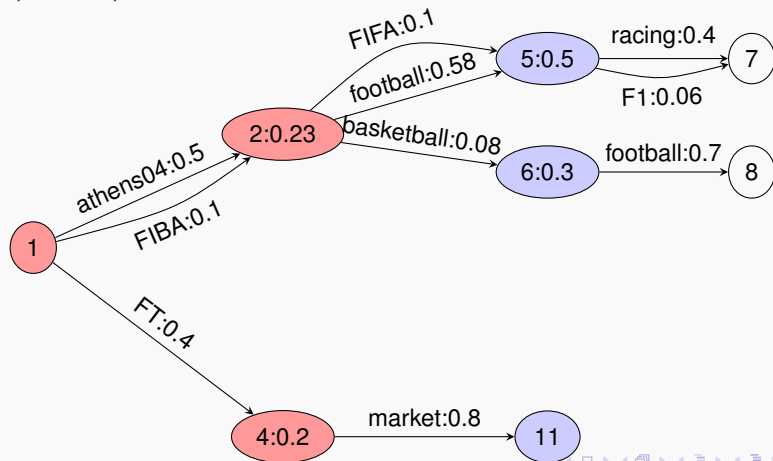 FIFA:0.1
racing:0.4
5:0.5
7
football:0.58
F1:0.06
2:0.23
basketball:0.08
football:0.7
athens04:0.5
6:0.3
8
FIBA:0.1
1
FT:0.4
market:0.8
4:0.2
11